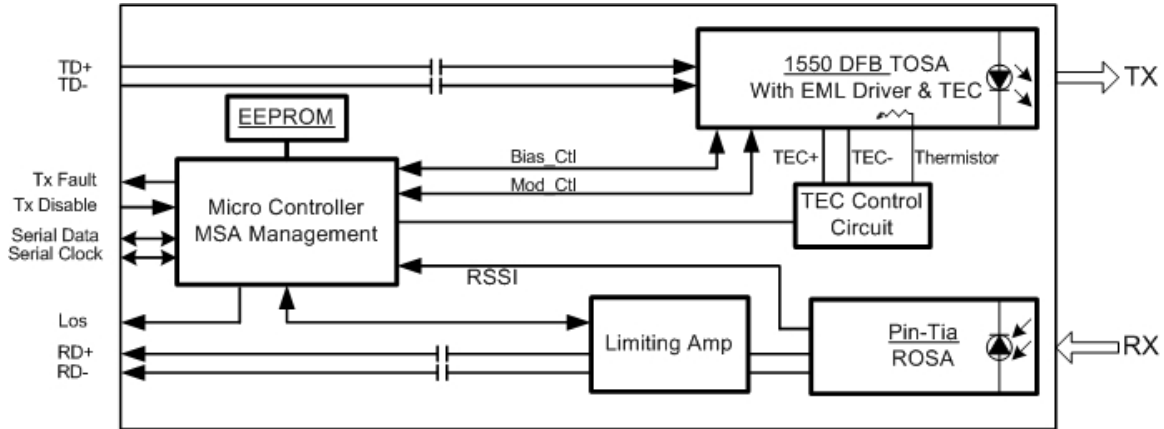 TD+
TD-
1550 DFB TOSA
With EML Driver & TEC
TX
EEPROM
Bias_Ctl
Mod_Ctl
TEC+
TEC-
Thermistor
Tx Fault
Tx Disable
Serial Data
Serial Clock
Micro Controller
MSA Management
TEC Control
Circuit
RSSI
Los
RD+
RD-
Limiting Amp
Pin-Tia
ROSA
RX